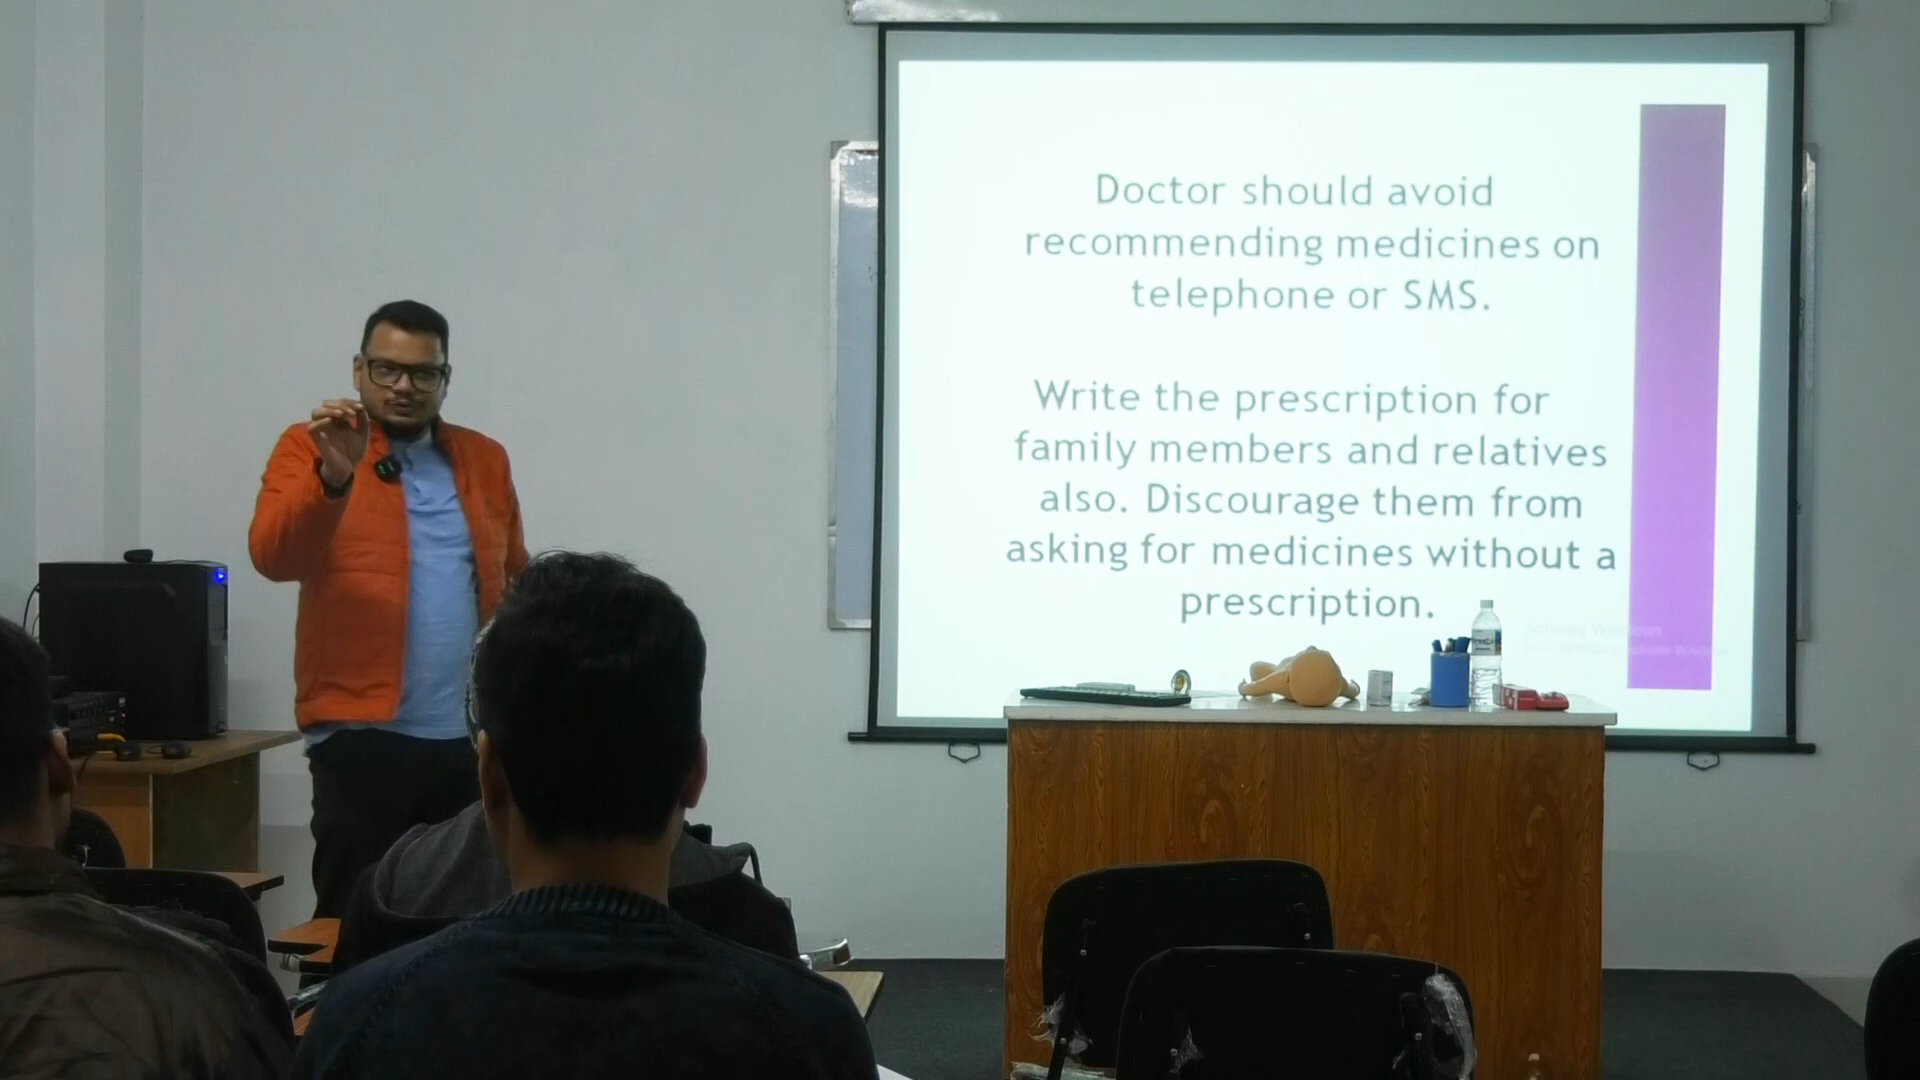 Doctor should avoid
recommending medicines on
telephone or SMS.
Write the prescription for
family members and relatives
also. Discourage them from
asking for medicines without a
prescription.